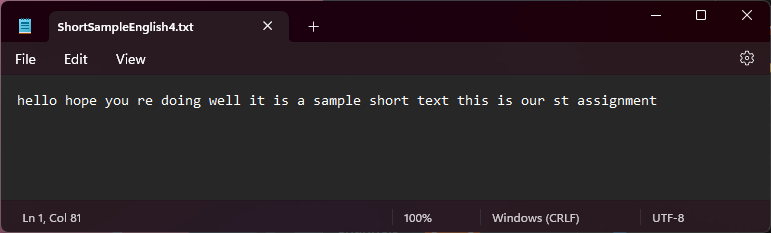 ShortSampleEnglish4.txt
File Edit View
hello hope you re doing well it is a sample short text this is our st assignment
Ln 1, Col 81 100% Windows (CRLF) UTF-8